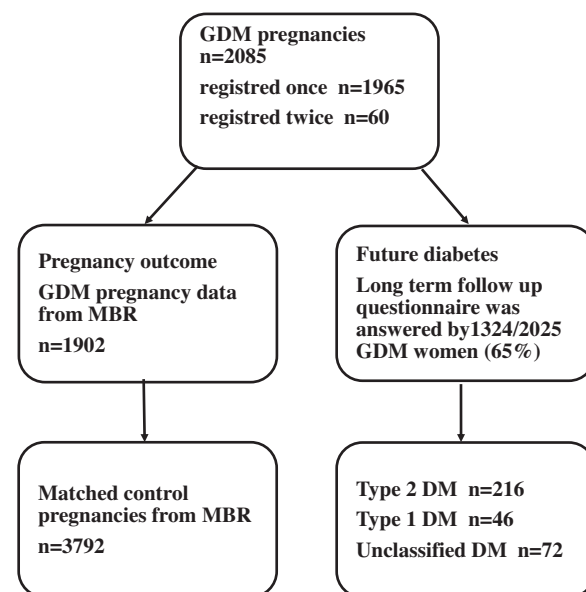 GDM pregnancies
n=2085
registred once n=1965
registred twice n=60
Pregnancy outcome
GDM pregnancy data
from MBR
n=1902
Future diabetes
Long term follow up
questionnaire was
answered by1324/2025
GDM women (65%)
Matched control
pregnancies from MBR
n=3792
Type 2 DM n=216
Type 1 DM n=46
Unclassified DM n=72